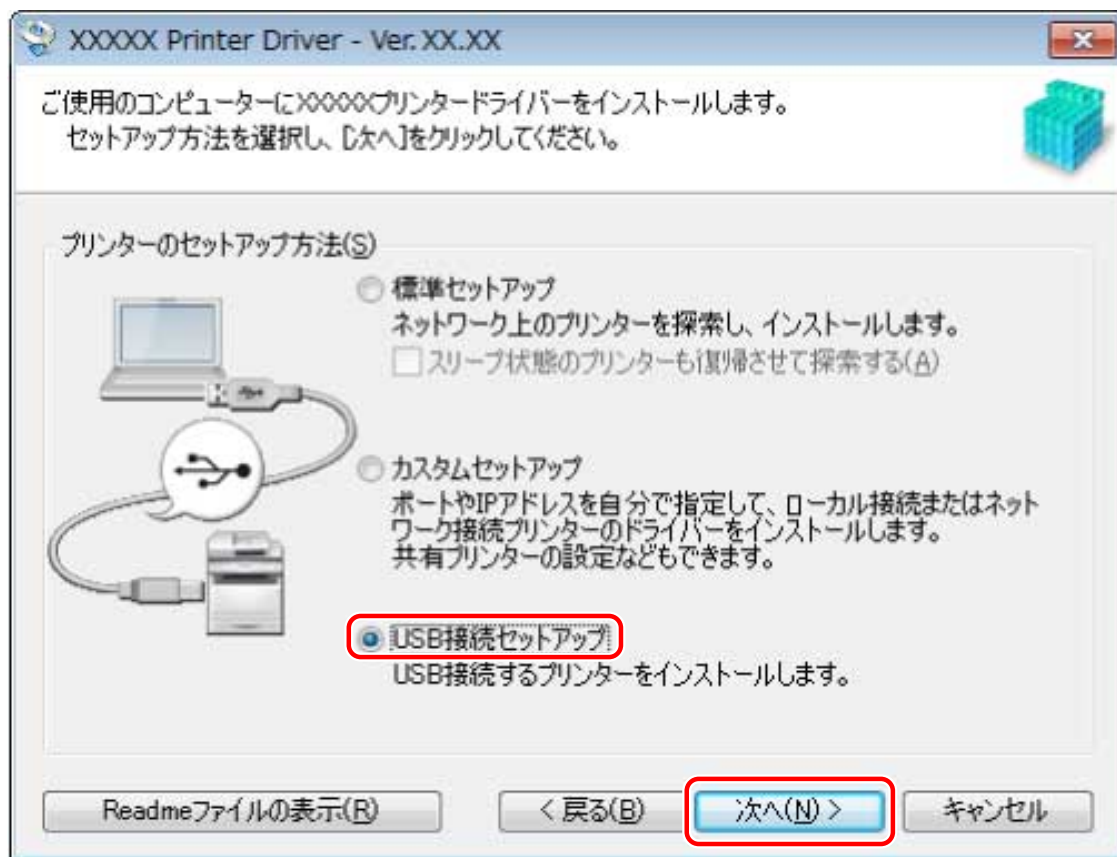 XXXXX Printer Driver - Ver. XX.XX
ご使用のコンピューターにXXXXXプリンタードライバーをインストールします。
セットアップ方法を選択し、[次へ]をクリックしてください。
プリンターのセットアップ方法(S)
標準セットアップ
ネットワーク上のプリンターを探索し、インストールします。
スリープ状態のプリンターも復帰させて探索する(A)
カスタムセットアップ
ポートやIPアドレスを自分で指定して、ローカル接続またはネット
ワーク接続プリンターのドライバーをインストールします。
共有プリンターの設定などもできます。
USB接続セットアップ
USB接続するプリンターをインストールします。
Readmeファイルの表示(R)
< 戻る(B)
次へ(N) >
キャンセル